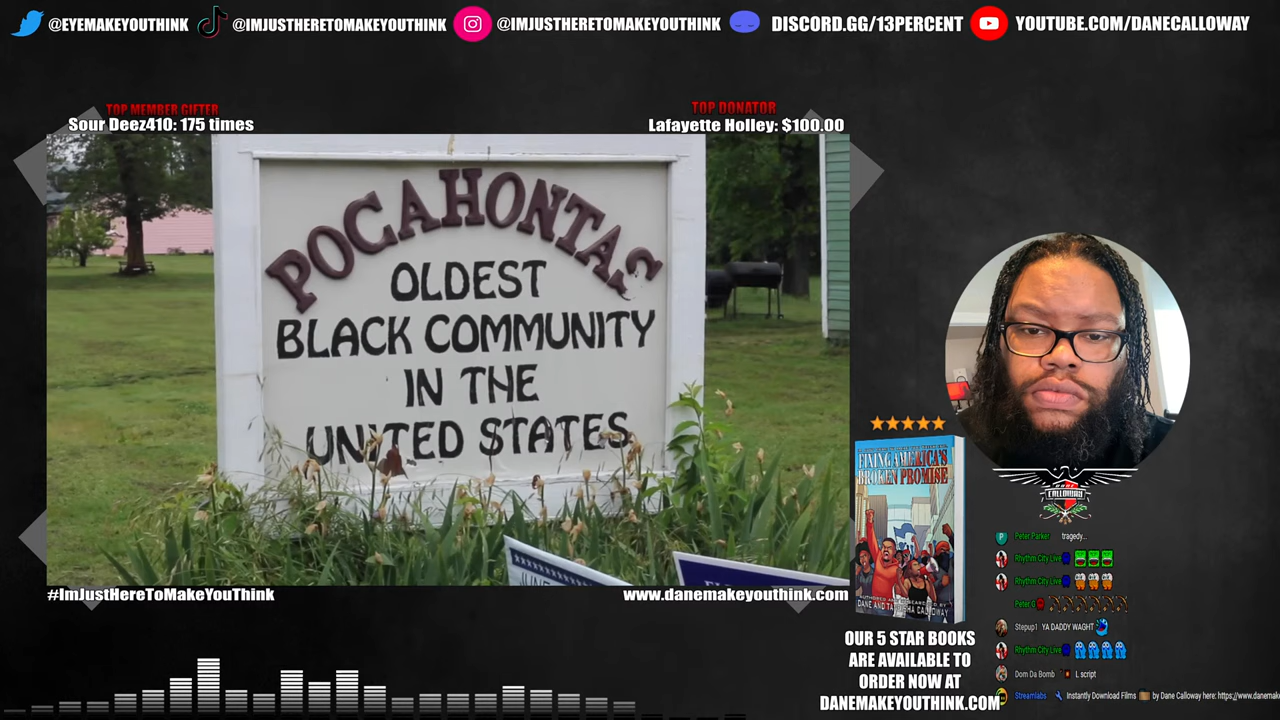 @EYEMAKEYOUTHINK @IMJUSTHERETOMAKEYOUTHINK @IMJUSTHERETOMAKEYOUTHINK DISCORD.GG/13PERCENT YOUTUBE.COM/DANECALLOWAY
TOP MEMBER GIFTER
Sour Deez410: 175 times
TOP DONATOR
Lafayette Holley: $100.00
POCAHONTAS
OLDEST
BLACK COMMUNITY
IN THE
UNITED STATES
#ImJustHereToMakeYouThink
www.danemakeyouthink.com
FIXING AMERICA'S
BROKEN PROMISE
DANE CALLOWAY
OUR 5 STAR BOOKS
ARE AVAILABLE TO
ORDER NOW AT
DANEMAKEYOUTHINK.COM
Peter Parker tragedy...
Rhythm City Live
Rhythm City Live
Peter G
Stepup1 YA DADDY WAGHT
Rhythm City Live
Dom Da Bomb L script
Streamlabs Instantly Download Films by Dane Calloway here: https://www.danemak